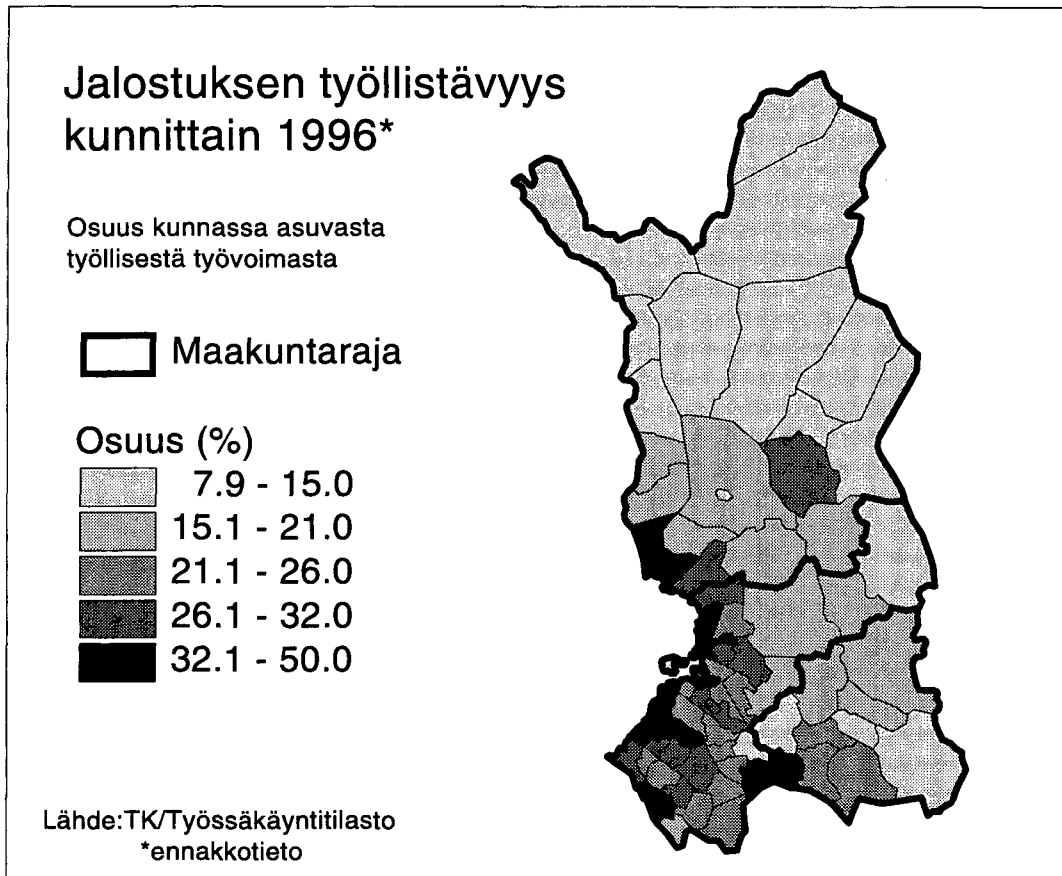 Jalostuksen työllistävyys
kunnittain 1996*
Osuus kunnassa asuvasta
työllisestä työvoimasta
Maakuntaraja
Osuus (%)
7.9 - 15.0
15.1 - 21.0
21.1 - 26.0
26.1 - 32.0
32.1 - 50.0
Lähde:TK/Työssäkäyntitilasto
*ennakkotieto